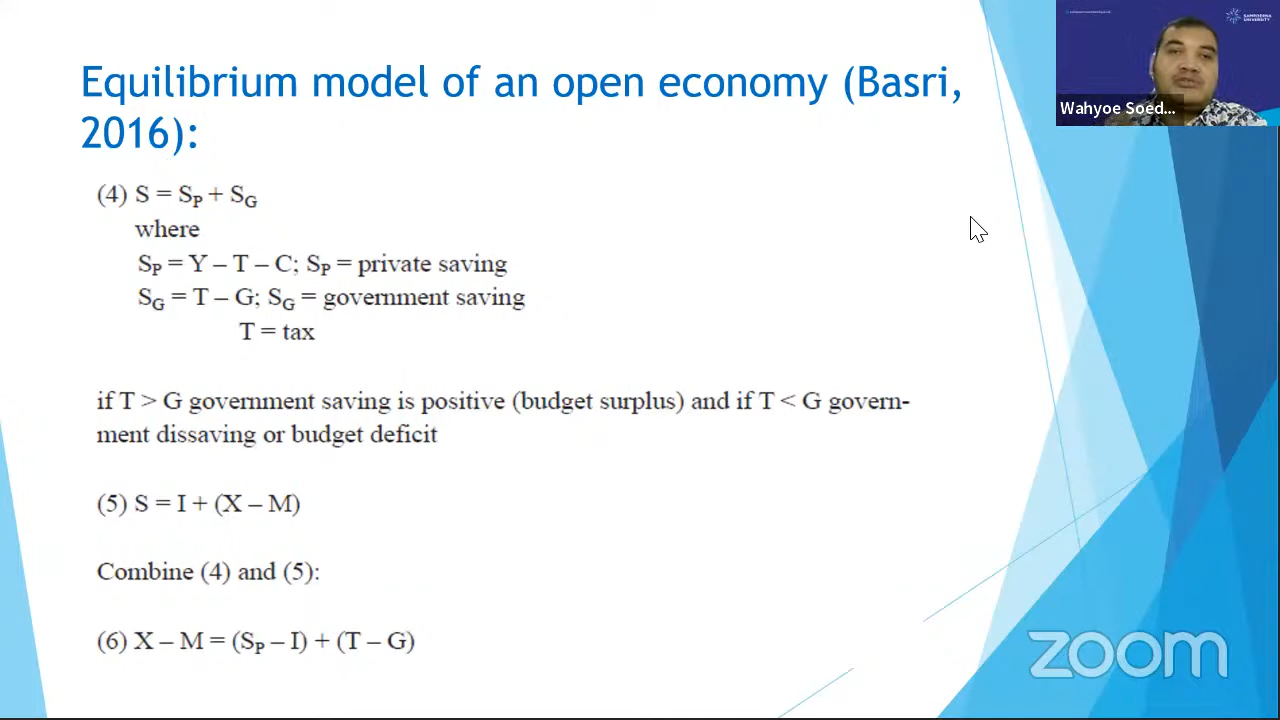 Equilibrium model of an open economy (Basri,
2016):
(4) S = SP + SG
where
SP = Y – T – C; SP = private saving
SG = T – G; SG = government saving
T = tax
if T > G government saving is positive (budget surplus) and if T < G govern-
ment dissaving or budget deficit
(5) S = I + (X – M)
Combine (4) and (5):
(6) X – M = (SP – I) + (T – G)
SAMPOERNA
UNIVERSITY
Wahyoe Soed...
zoom